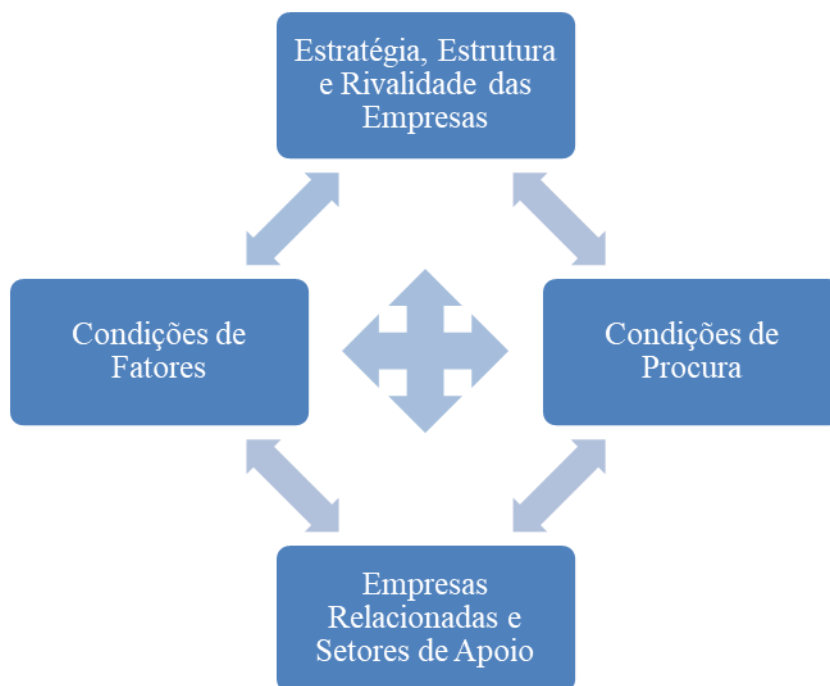 Estratégia, Estrutura
e Rivalidade das
Empresas
Condições de
Fatores
Condições de
Procura
Empresas
Relacionadas e
Setores de Apoio